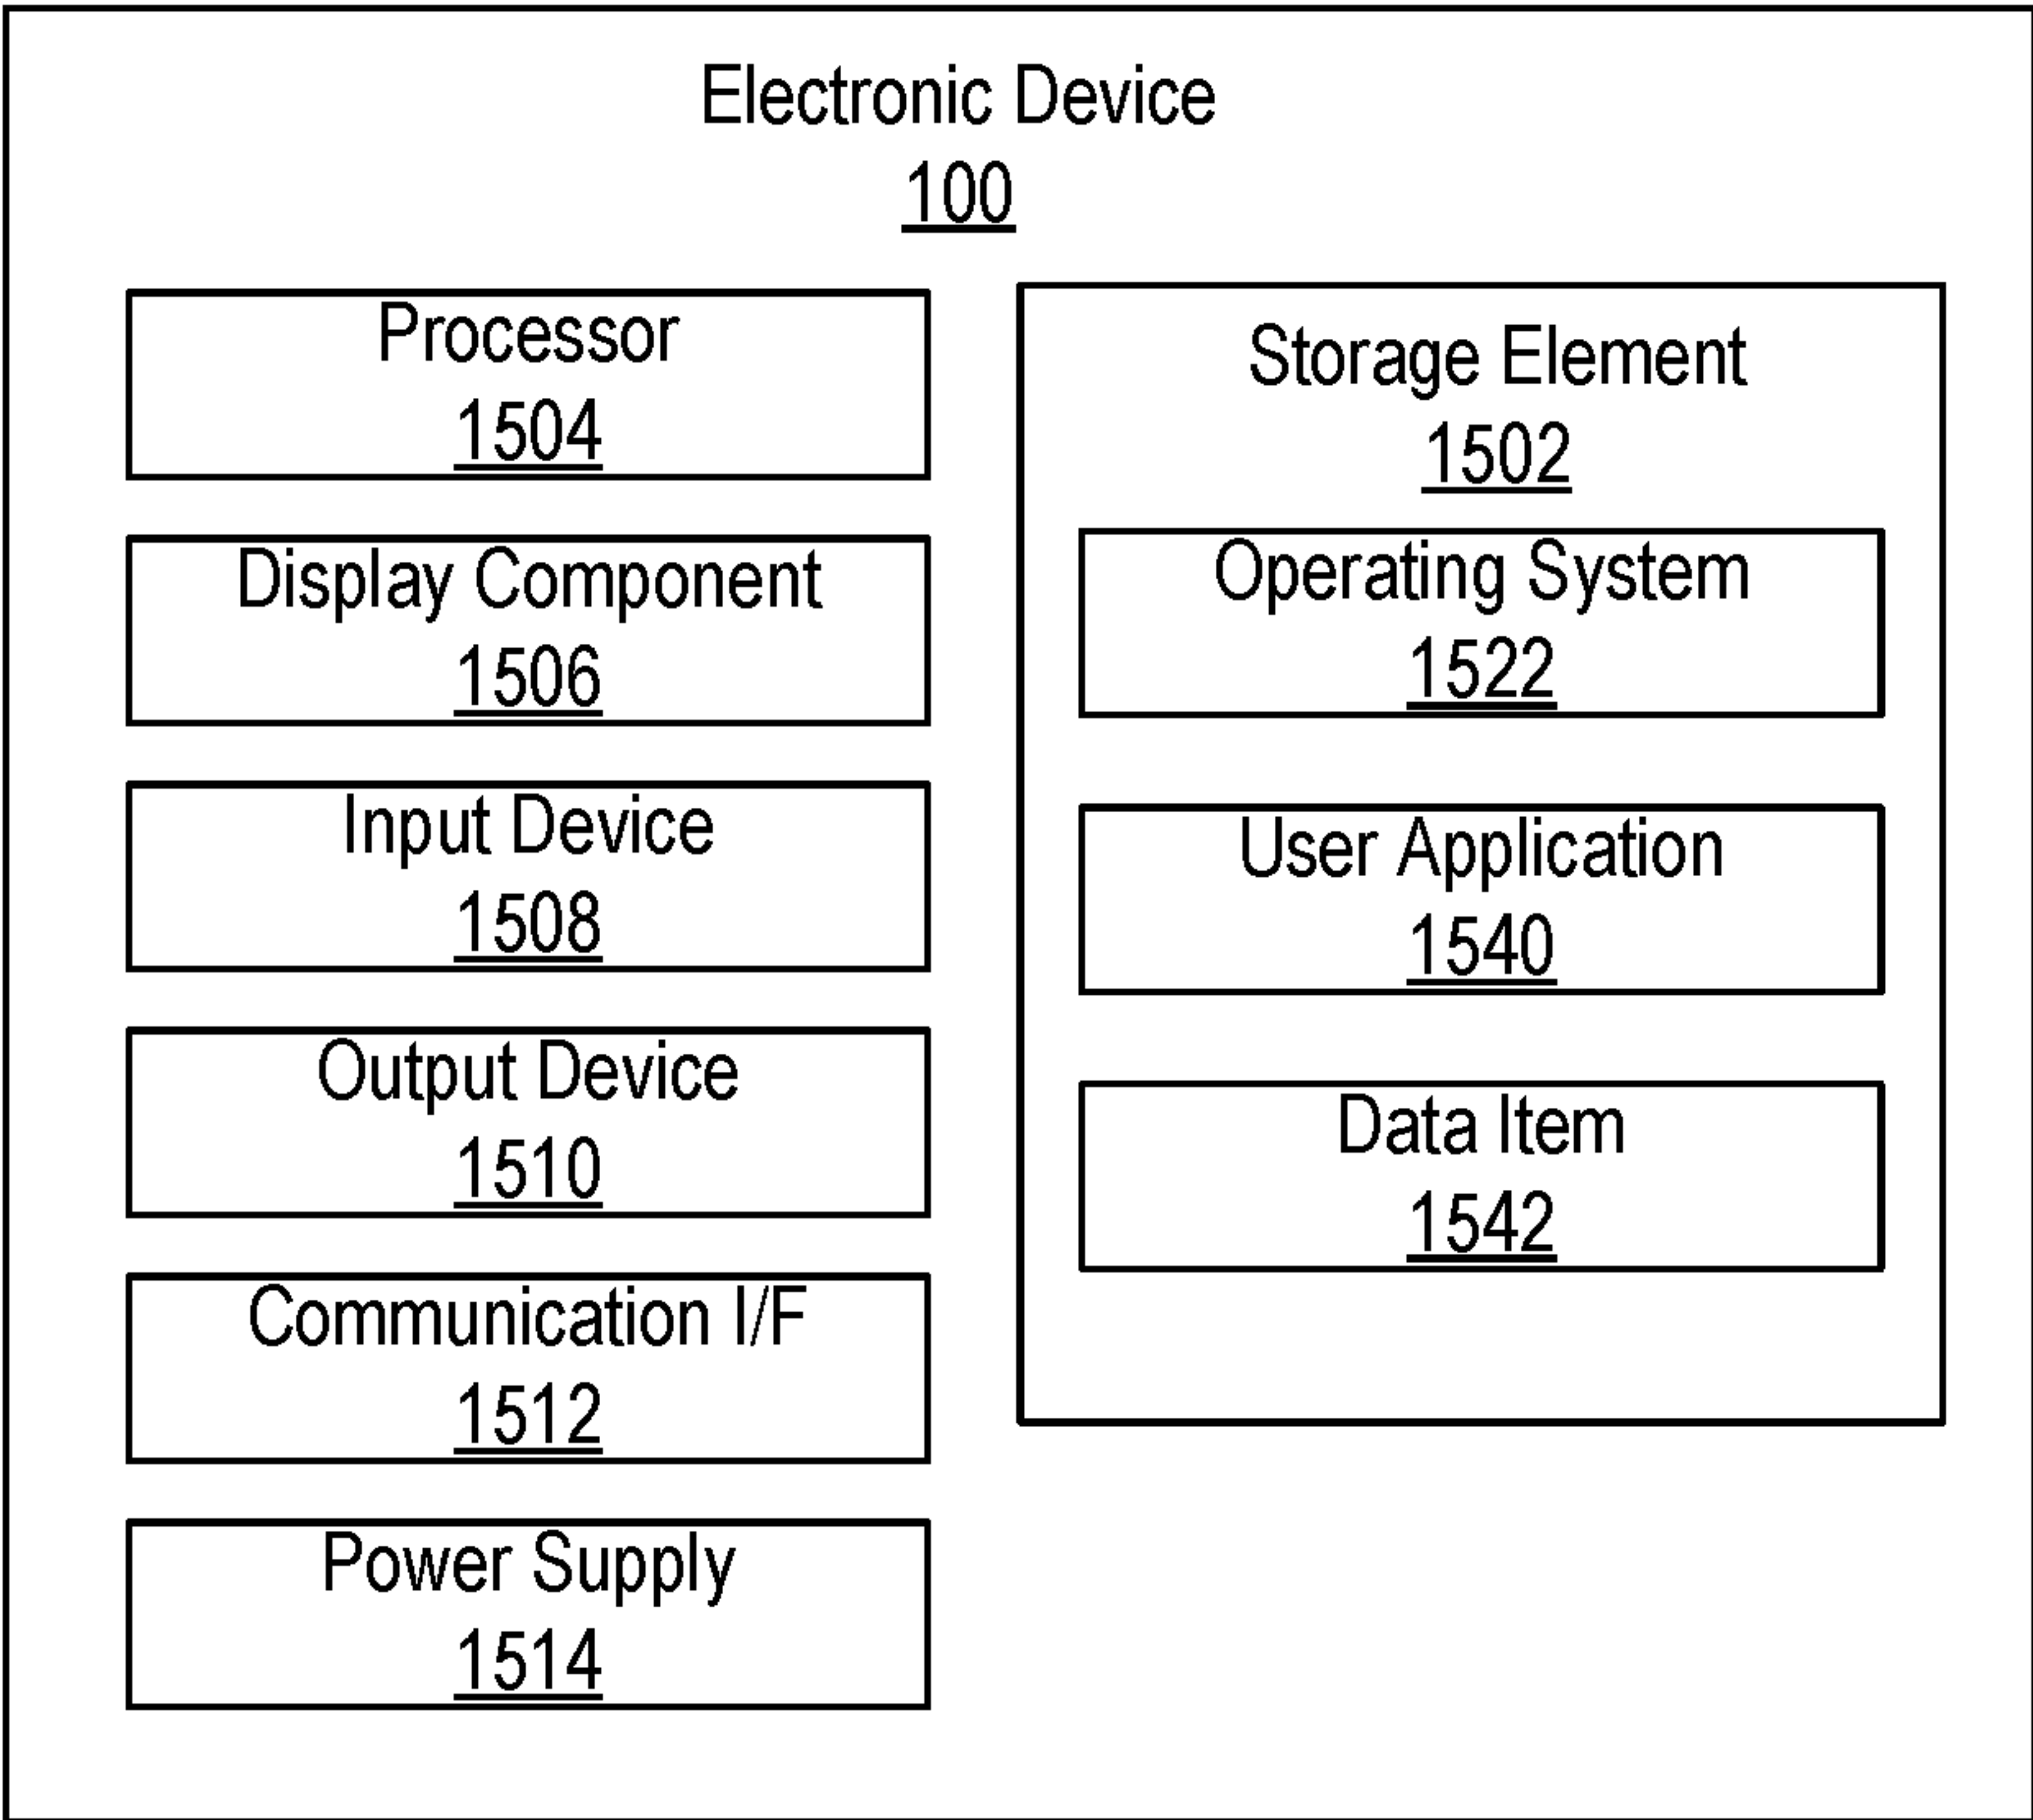 Electronic Device
100
Processor
1504
Display Component
1506
Input Device
1508
Output Device
1510
Communication I/F
1512
Power Supply
1514
Storage Element
1502
Operating System
1522
User Application
1540
Data Item
1542